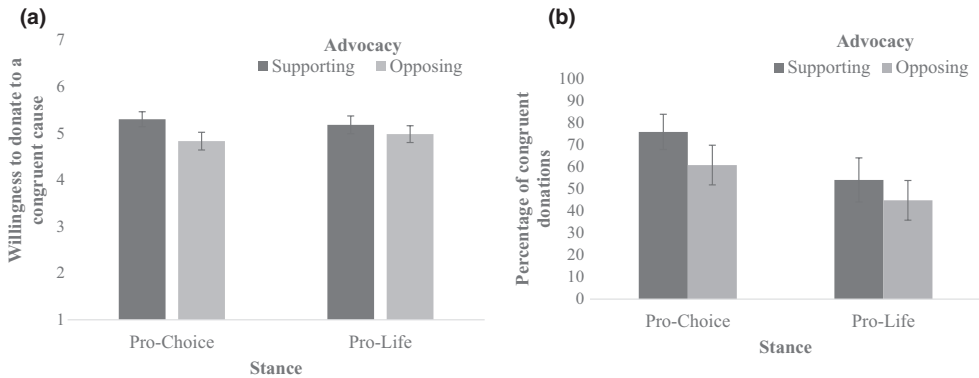 (a)
Willingness to donate to a
congruent cause
7
6
5
4
3
2
1
Advocacy
Supporting Opposing
Pro-Choice Pro-Life
Stance
(b)
Percentage of congruent
donations
Advocacy
Supporting Opposing
100
90
80
70
60
50
40
30
20
10
0
Pro-Choice Pro-Life
Stance